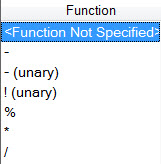 Function
<Function Not Specified>
-
- (unary)
! (unary)
%
*
/